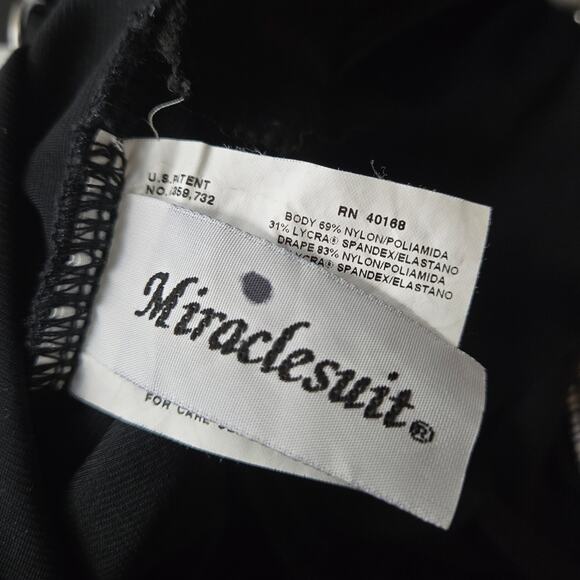 U.S. PATENT
RN 40168
BODY 69% NYLON/POLIAMIDA
31% LYCRA® SPANDEX/ELASTANO
DRAPE 83% NYLON/POLIAMIDA
LYCRA® SPANDEX/ELASTANO
Miraclesuit®
FOR CARE